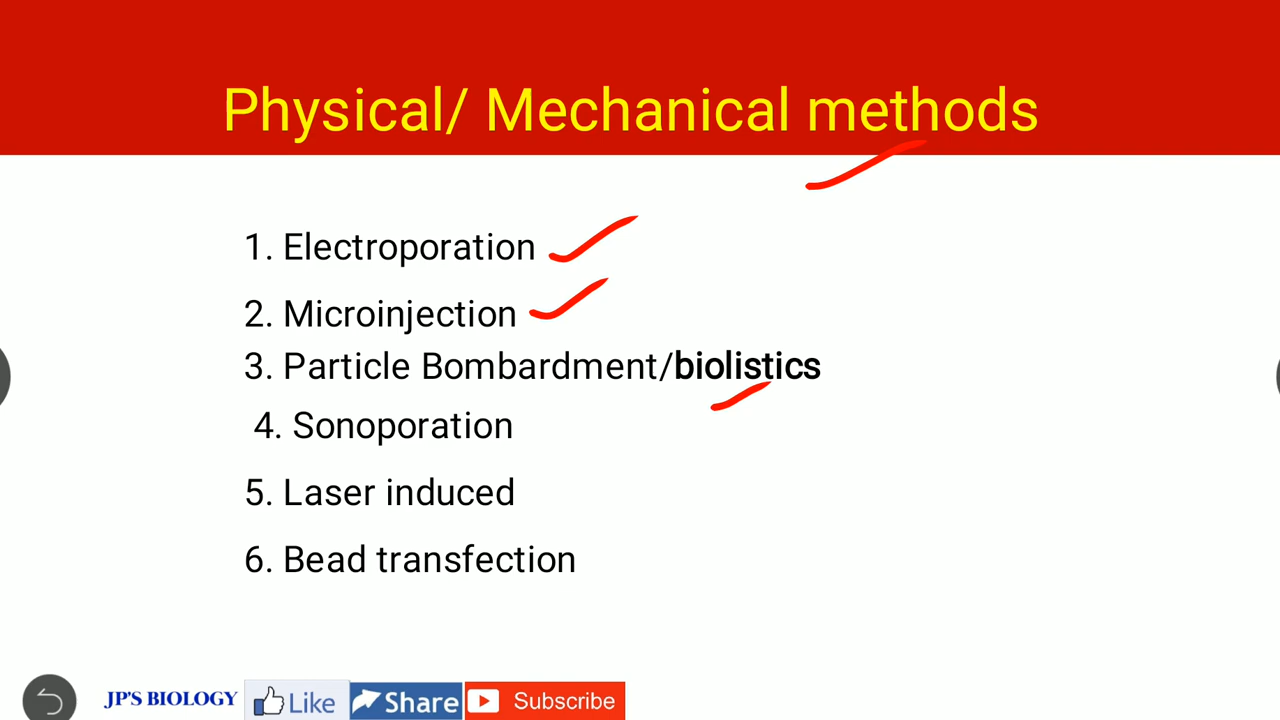 Physical/ Mechanical methods
1. Electroporation
2. Microinjection
3. Particle Bombardment/biolistics
4. Sonoporation
5. Laser induced
6. Bead transfection
JP'S BIOLOGY Like Share Subscribe